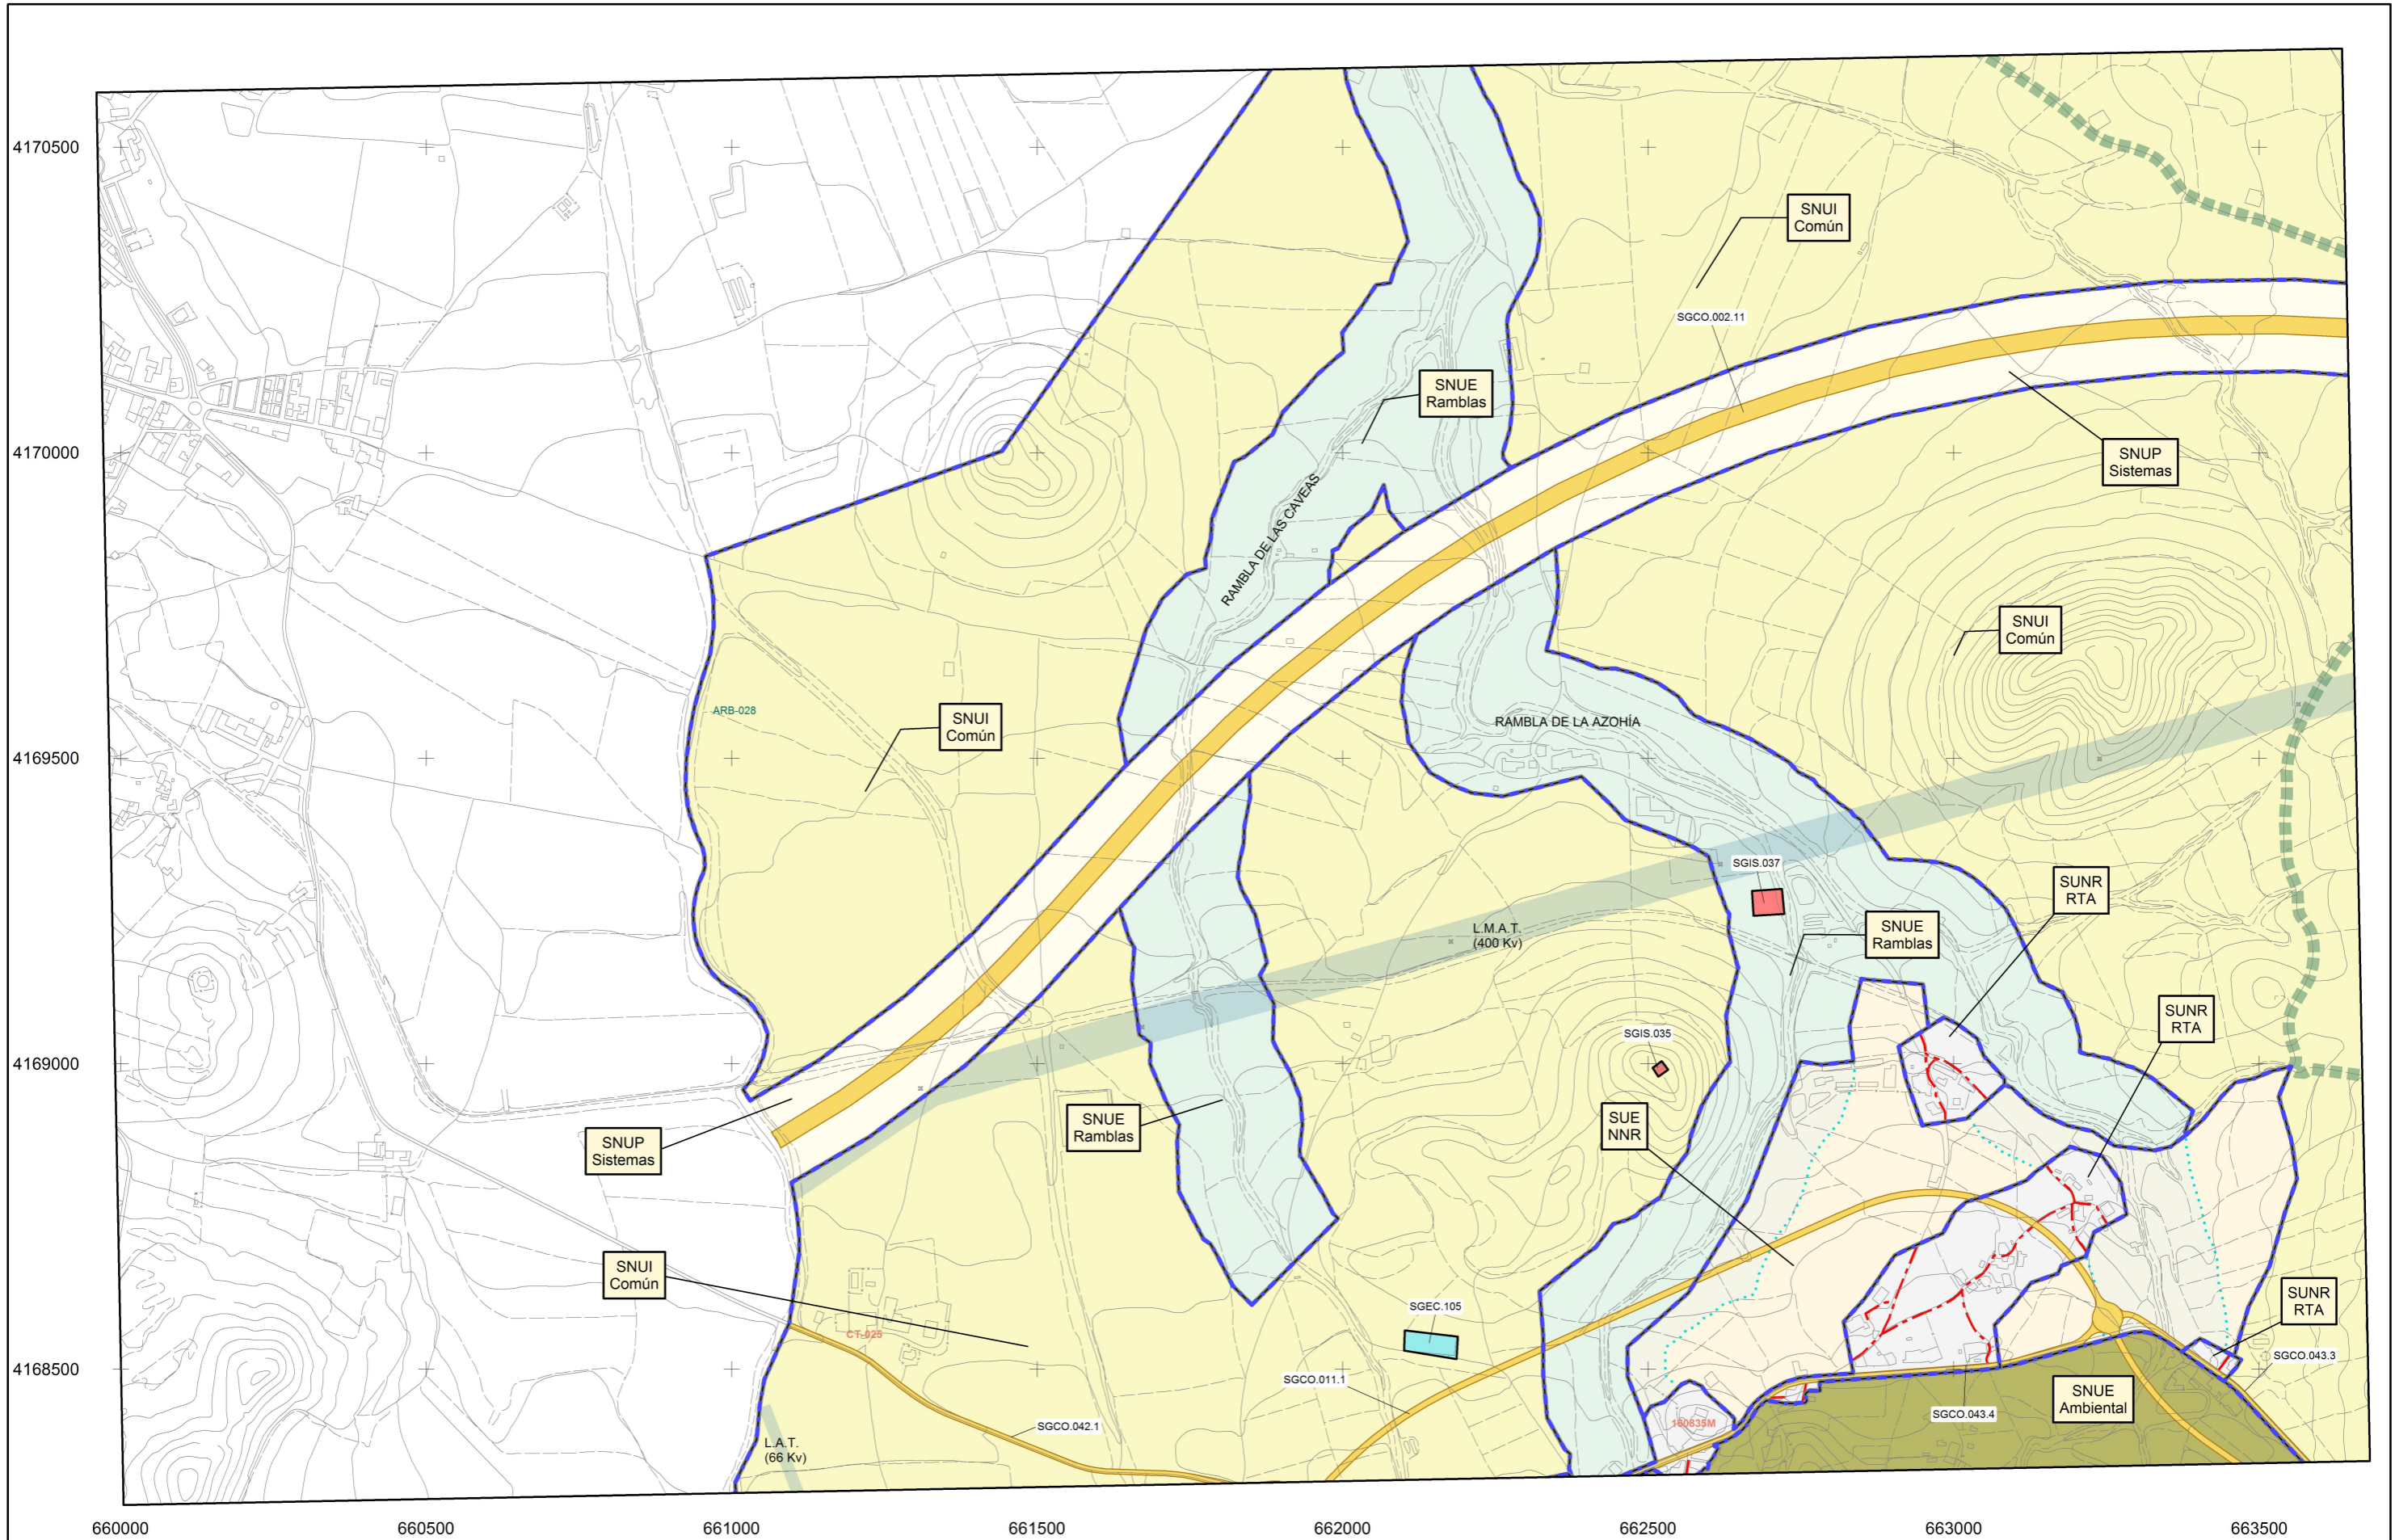 4170500
SNUI
Común
SGCO.002.11
SNUE
Ramblas
4170000
SNUP
Sistemas
RAMBLA DE LAS CAVEAS
SNUI
Común
ARB-028
SNUI
Común
RAMBLA DE LA AZOHÍA
4169500
SGIS.037
SUNR
RTA
L.M.A.T.
(400 Kv)
SNUE
Ramblas
SUNR
RTA
SGIS.035
4169000
SNUE
Ramblas
SUE
NNR
SNUP
Sistemas
SNUI
Común
SUNR
RTA
SGEC.105
CT-025
SGCO.043.3
4168500
SGCO.011.1
SNUE
Ambiental
SGCO.043.4
160835M
SGCO.042.1
L.A.T.
(66 Kv)
660000 660500 661000 661500 662000 662500 663000 663500